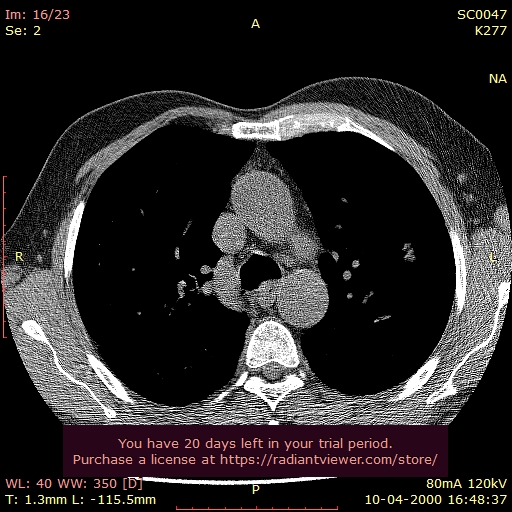 Im: 16/23
Se: 2
A
SC0047
K277
NA
R
L
You have 20 days left in your trial period.
Purchase a license at https://radiantviewer.com/store/
WL: 40 WW: 350 [D]
T: 1.3mm L: -115.5mm
P
80mA 120kV
10-04-2000 16:48:37